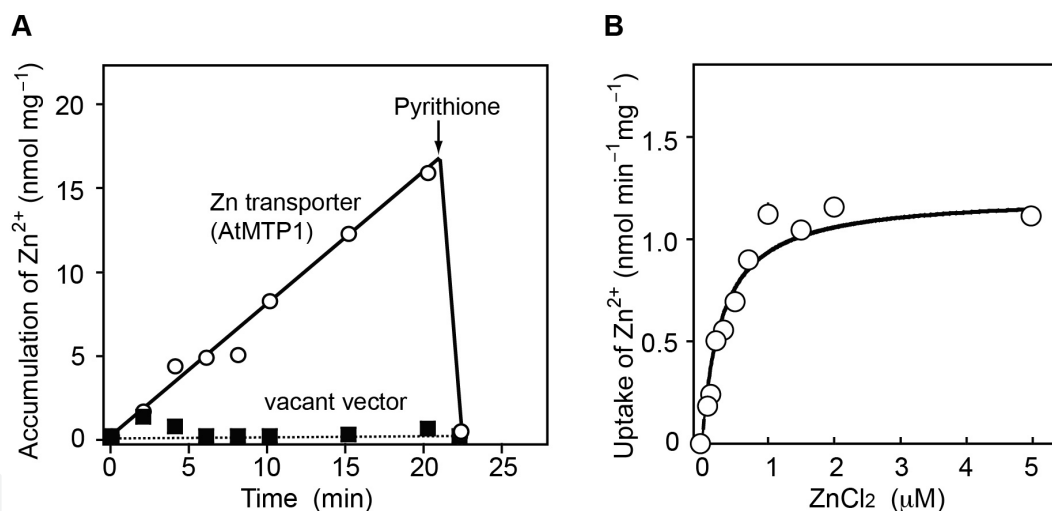 A
Accumulation of Zn²⁺ (nmol mg⁻¹)
20
15
10
5
0
Pyrithione
Zn transporter
(AtMTP1)
vacant vector
0 5 10 15 20 25
Time (min)
B
Uptake of Zn²⁺ (nmol min⁻¹mg⁻¹)
1.5
1.0
0.5
0
0 1 2 3 4 5
ZnCl₂ (μM)